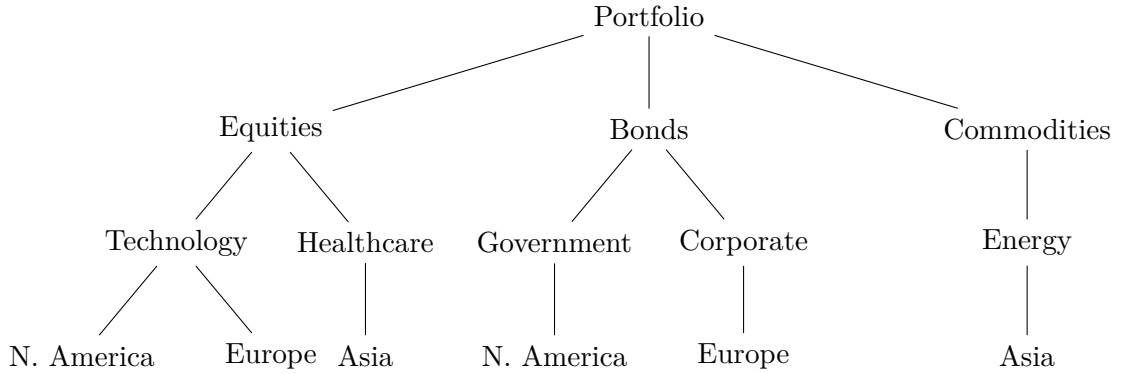 Portfolio
Equities Bonds Commodities
Technology Healthcare Government Corporate Energy
N. America Europe Asia N. America Europe Asia